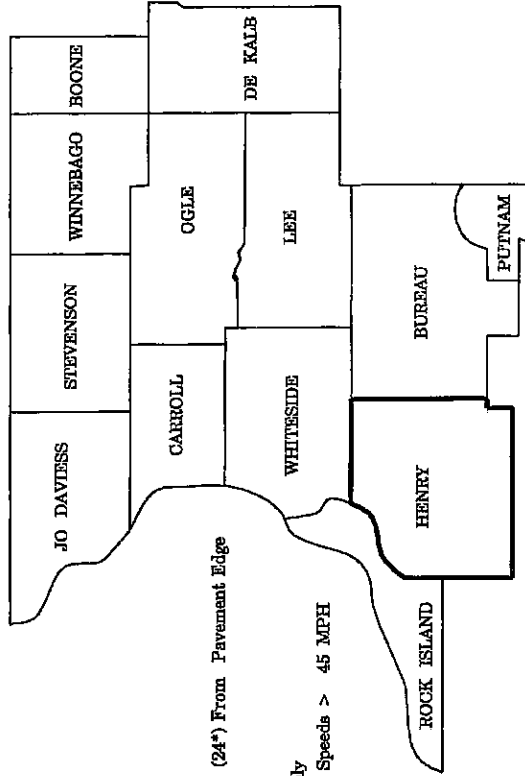 JO DAVIESS
STEVENSON
WINNEBAGO
BOONE
CARROLL
OGLE
DE KALB
WHITESIDE
LEE
ROCK ISLAND
HENRY
BUREAU
PUTNAM
(24") From Pavement Edge
ly
Speeds > 45 MPH